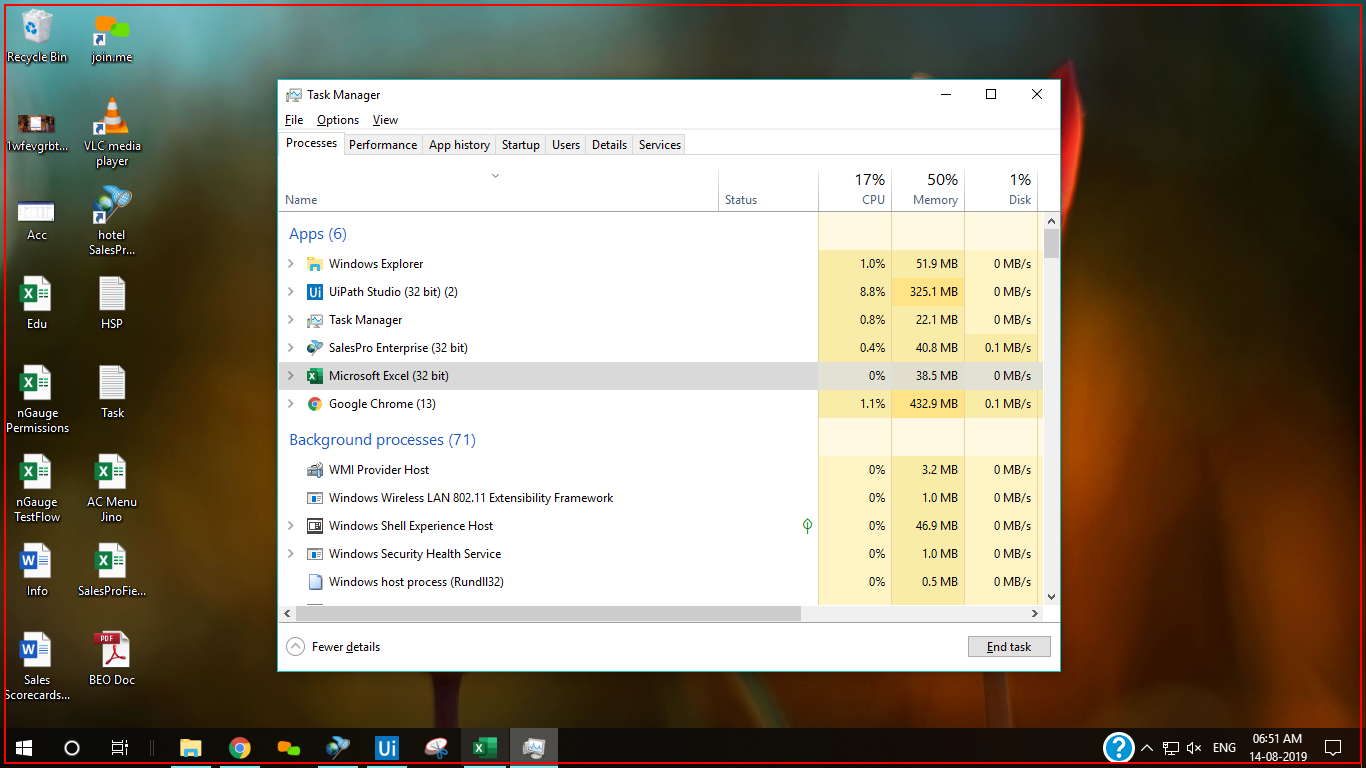 Recycle Bin
join.me
1wfevgrbt...
VLC media
player
Acc
hotel
SalesPr...
Edu
HSP
nGauge
Permissions
Task
nGauge
TestFlow
AC Menu
Jino
Info
SalesProFie...
Sales
Scorecards...
PDF
BEO Doc
Task Manager
File Options View
Processes Performance App history Startup Users Details Services
17% 50% 1%
Name Status CPU Memory Disk
Apps (6)
Windows Explorer 1.0% 51.9 MB 0 MB/s
Ui UiPath Studio (32 bit) (2) 8.8% 325.1 MB 0 MB/s
Task Manager 0.8% 22.1 MB 0 MB/s
SalesPro Enterprise (32 bit) 0.4% 40.8 MB 0.1 MB/s
Microsoft Excel (32 bit) 0% 38.5 MB 0 MB/s
Google Chrome (13) 1.1% 432.9 MB 0.1 MB/s
Background processes (71)
WMI Provider Host 0% 3.2 MB 0 MB/s
Windows Wireless LAN 802.11 Extensibility Framework 0% 1.0 MB 0 MB/s
Windows Shell Experience Host 0% 46.9 MB 0 MB/s
Windows Security Health Service 0% 1.0 MB 0 MB/s
Windows host process (Rundll32) 0% 0.5 MB 0 MB/s
Fewer details
End task
Ui
? ENG 06:51 AM
14-08-2019